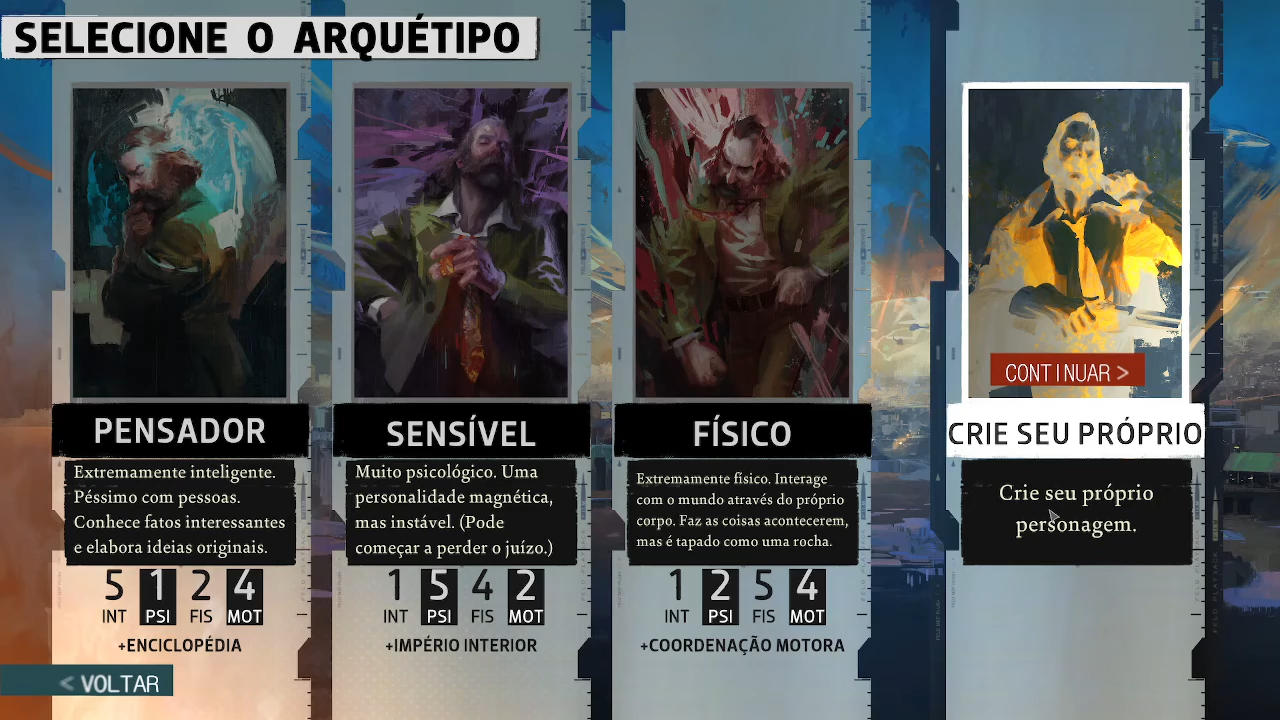 SELECIONE O ARQUÉTIPO
PENSADOR
Extremamente inteligente.
Péssimo com pessoas.
Conhece fatos interessantes
e elabora ideias originais.
5 1 2 4
INT PSI FIS MOT
+ENCICLOPÉDIA
SENSÍVEL
Muito psicológico. Uma
personalidade magnética,
mas instável. (Pode
começar a perder o juízo.)
1 5 4 2
INT PSI FIS MOT
+IMPÉRIO INTERIOR
FÍSICO
Extremamente físico. Interage
com o mundo através do próprio
corpo. Faz as coisas acontecerem,
mas é tapado como uma rocha.
1 2 5 4
INT PSI FIS MOT
+COORDENAÇÃO MOTORA
CONTINUAR >
CRIE SEU PRÓPRIO
Crie seu próprio
personagem.
< VOLTAR